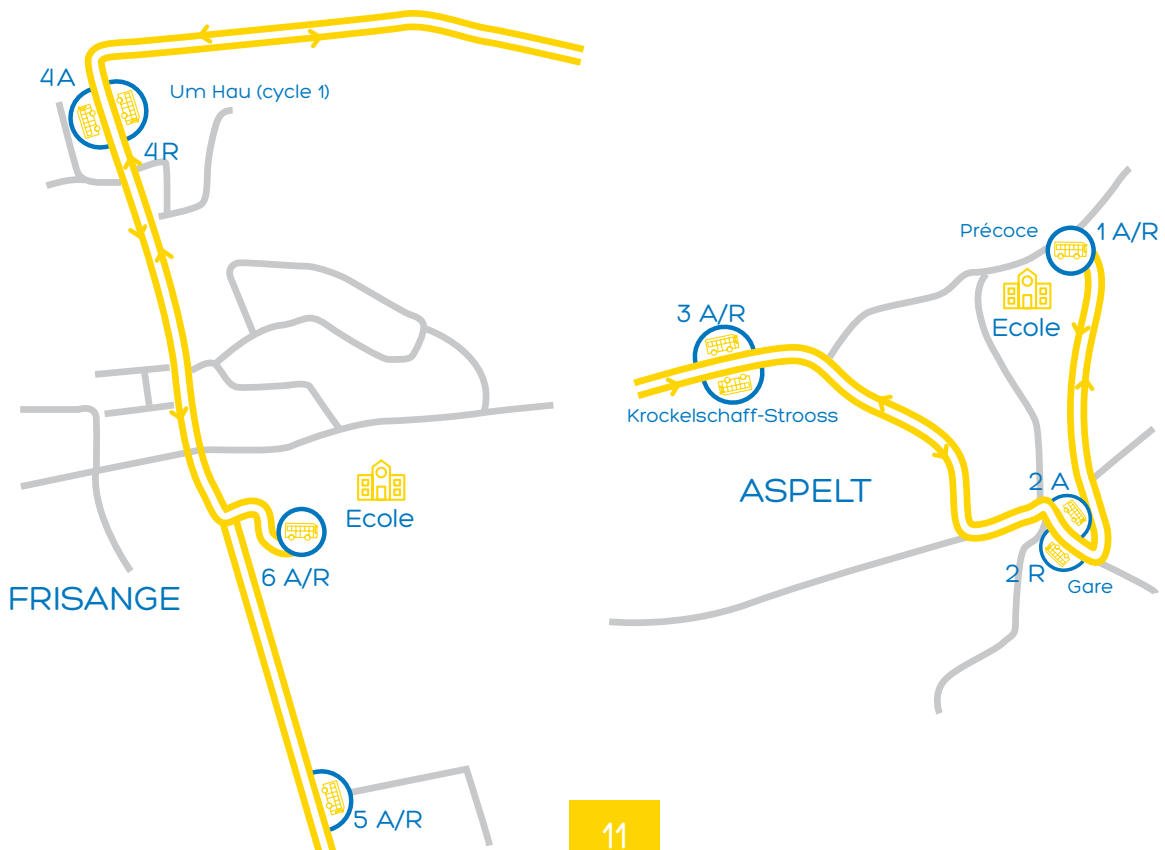 4A
Um Hau (cycle 1)
4R
Précoce
1 A/R
Ecole
3 A/R
Krockelschaff-Strooss
ASPELT
2 A
2 R
Gare
Ecole
6 A/R
FRISANGE
5 A/R
11